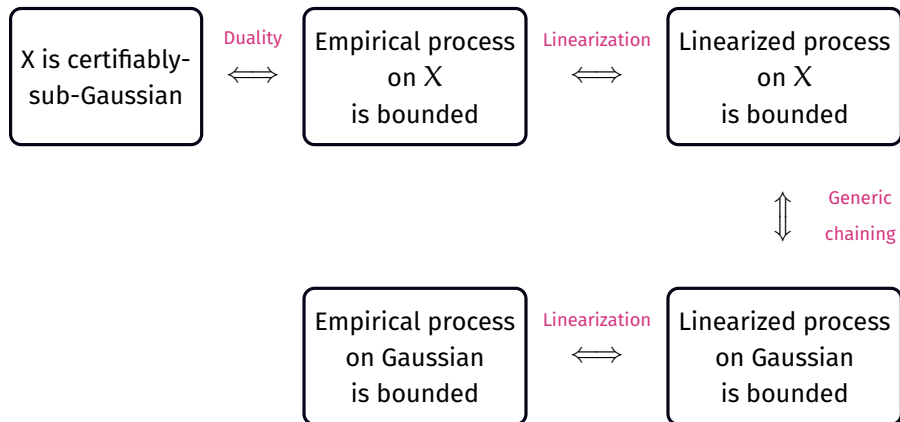 X is certifiably-
sub-Gaussian
Duality
⟺
Empirical process
on X
is bounded
Linearization
⟺
Linearized process
on X
is bounded
⇕
Generic
chaining
Empirical process
on Gaussian
is bounded
Linearization
⟺
Linearized process
on Gaussian
is bounded